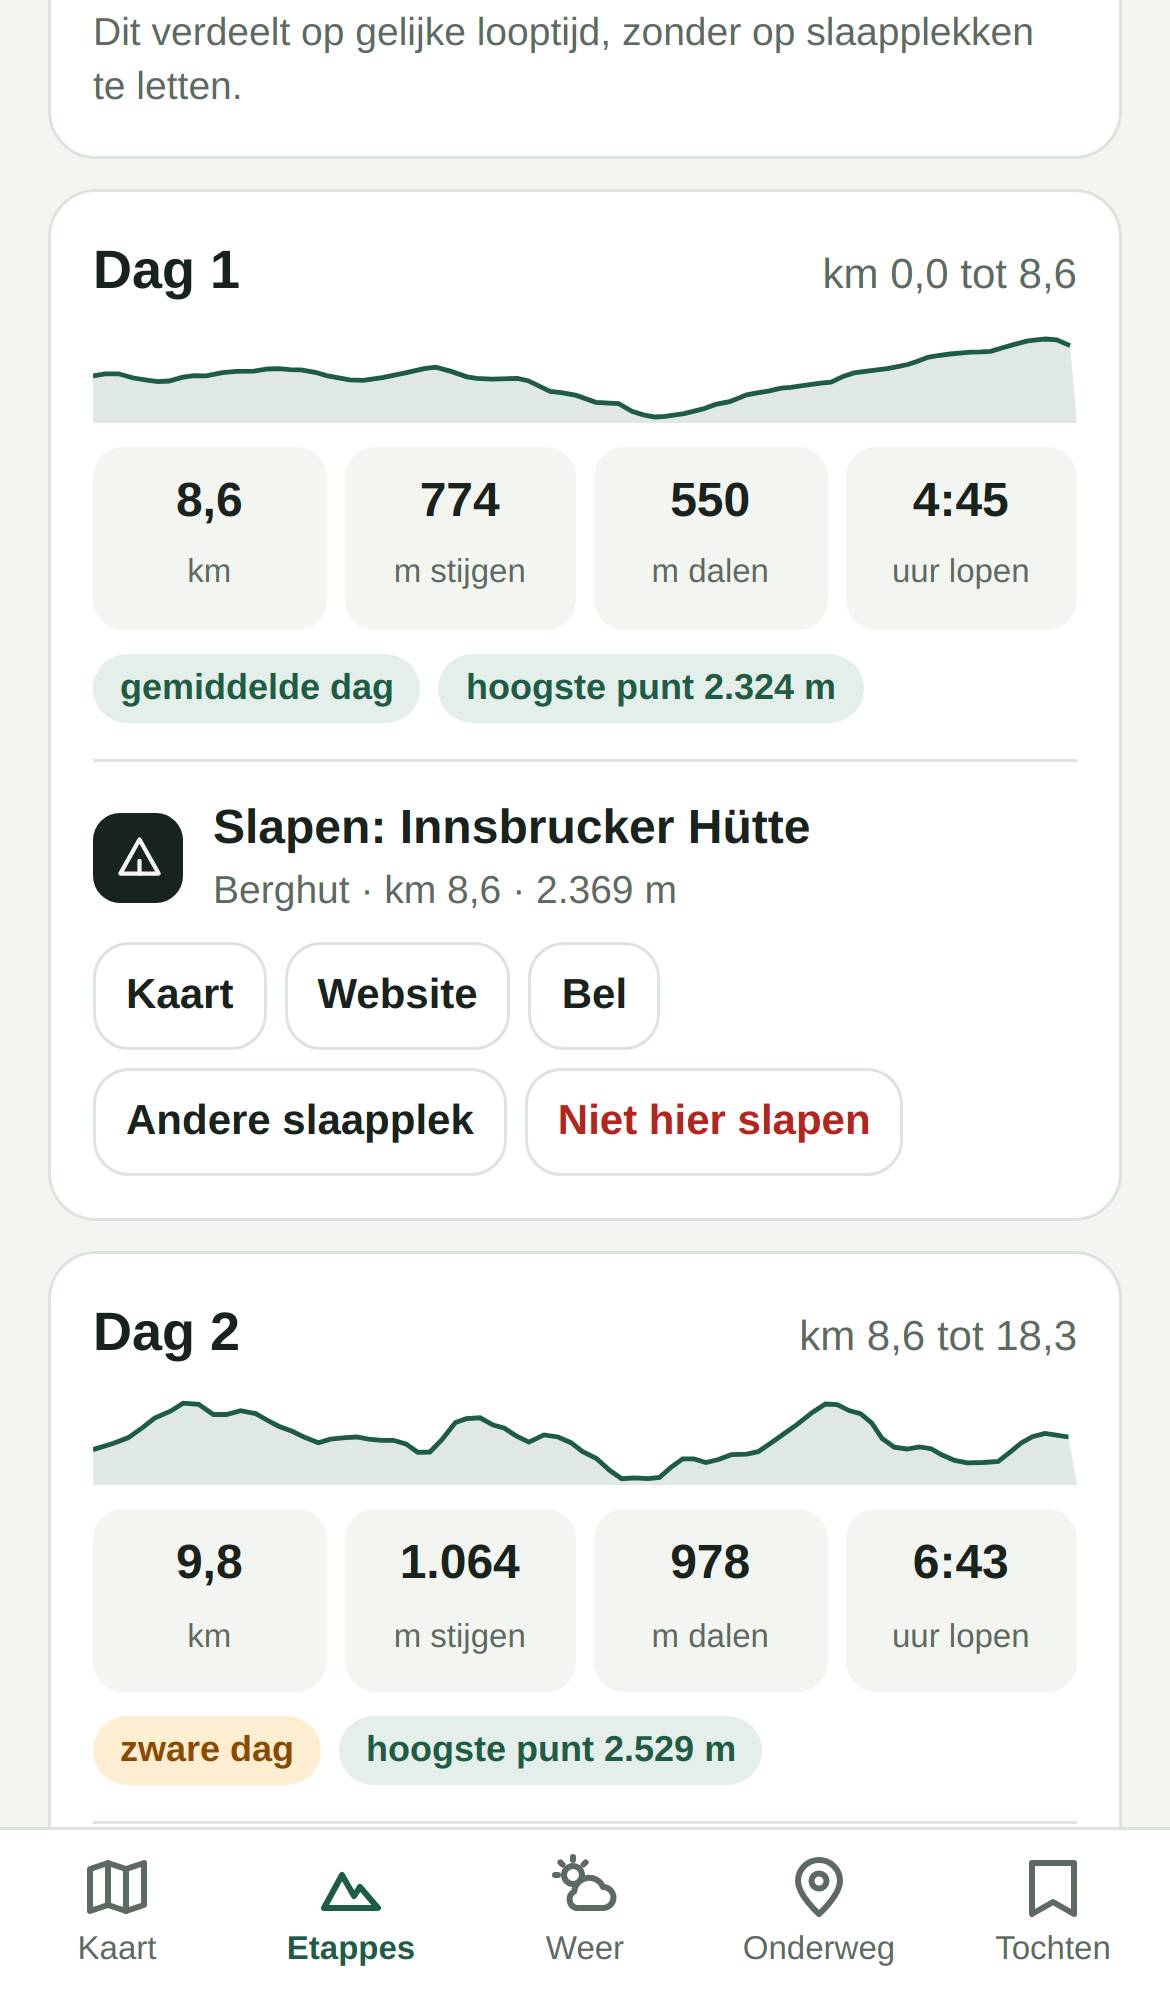 Dit verdeelt op gelijke looptijd, zonder op slaapplekken
te letten.
Dag 1
km 0,0 tot 8,6
8,6
km
774
m stijgen
550
m dalen
4:45
uur lopen
gemiddelde dag
hoogste punt 2.324 m
Slapen: Innsbrucker Hütte
Berghut · km 8,6 · 2.369 m
Kaart
Website
Bel
Andere slaapplek
Niet hier slapen
Dag 2
km 8,6 tot 18,3
9,8
km
1.064
m stijgen
978
m dalen
6:43
uur lopen
zware dag
hoogste punt 2.529 m
Kaart
Etappes
Weer
Onderweg
Tochten